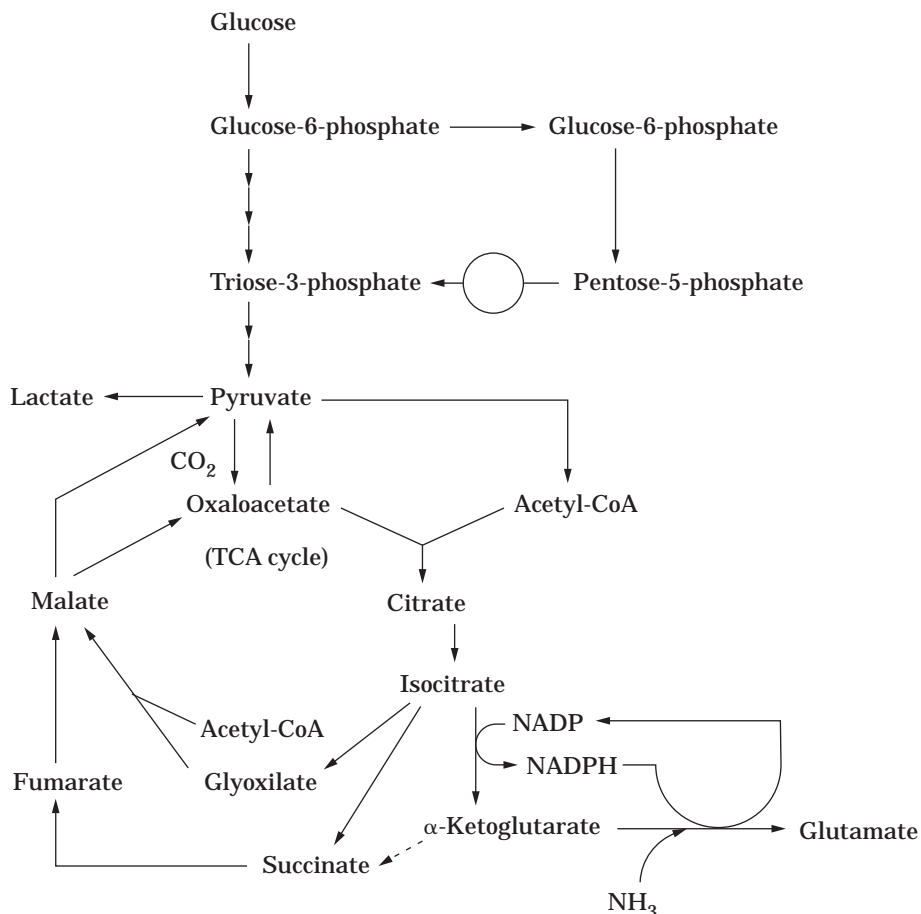 Glucose
Glucose-6-phosphate
Glucose-6-phosphate
Triose-3-phosphate
Pentose-5-phosphate
Lactate
Pyruvate
CO₂
Oxaloacetate
Acetyl-CoA
(TCA cycle)
Malate
Citrate
Isocitrate
Acetyl-CoA
NADP
Fumarate
Glyoxilate
NADPH
α-Ketoglutarate
Glutamate
Succinate
NH₃